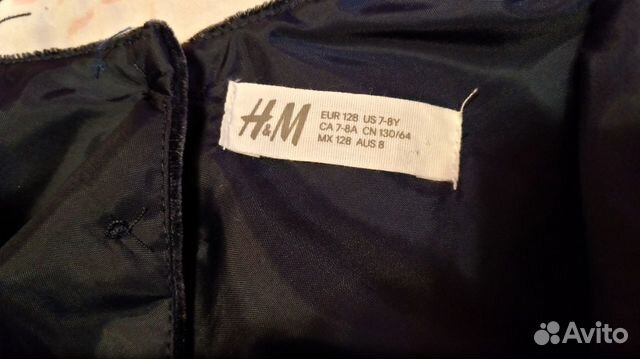 H&M
EUR 128 US 7-8Y
CA 7-8A CN 130/64
MX 128 AUS 8
Avito